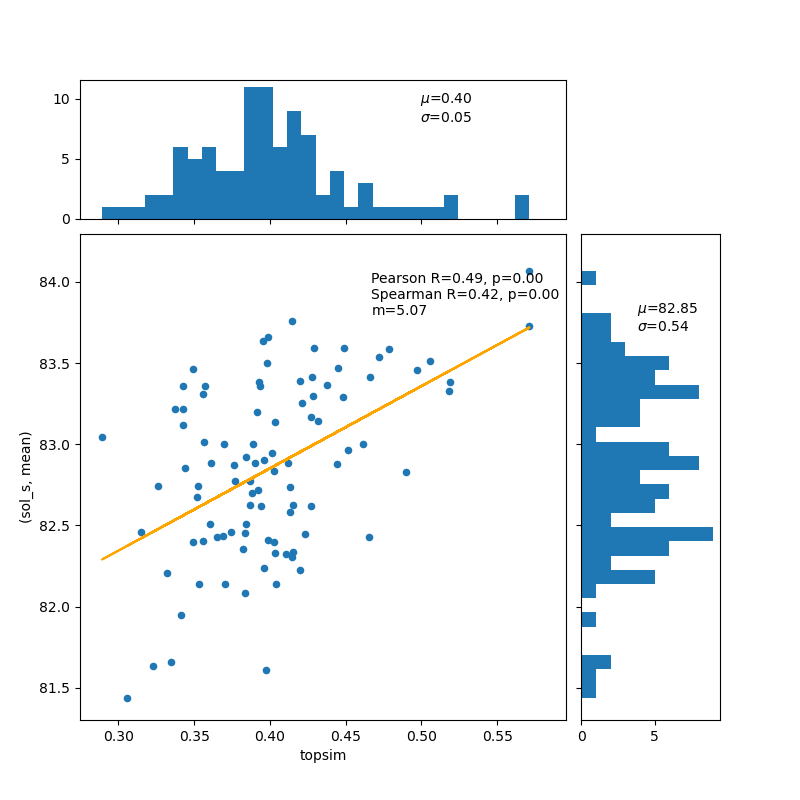 10
5
0
μ=0.40
σ=0.05
84.0
83.5
83.0
82.5
82.0
81.5
(sol_s, mean)
Pearson R=0.49, p=0.00
Spearman R=0.42, p=0.00
m=5.07
μ=82.85
σ=0.54
0.30 0.35 0.40 0.45 0.50 0.55
topsim
0 5